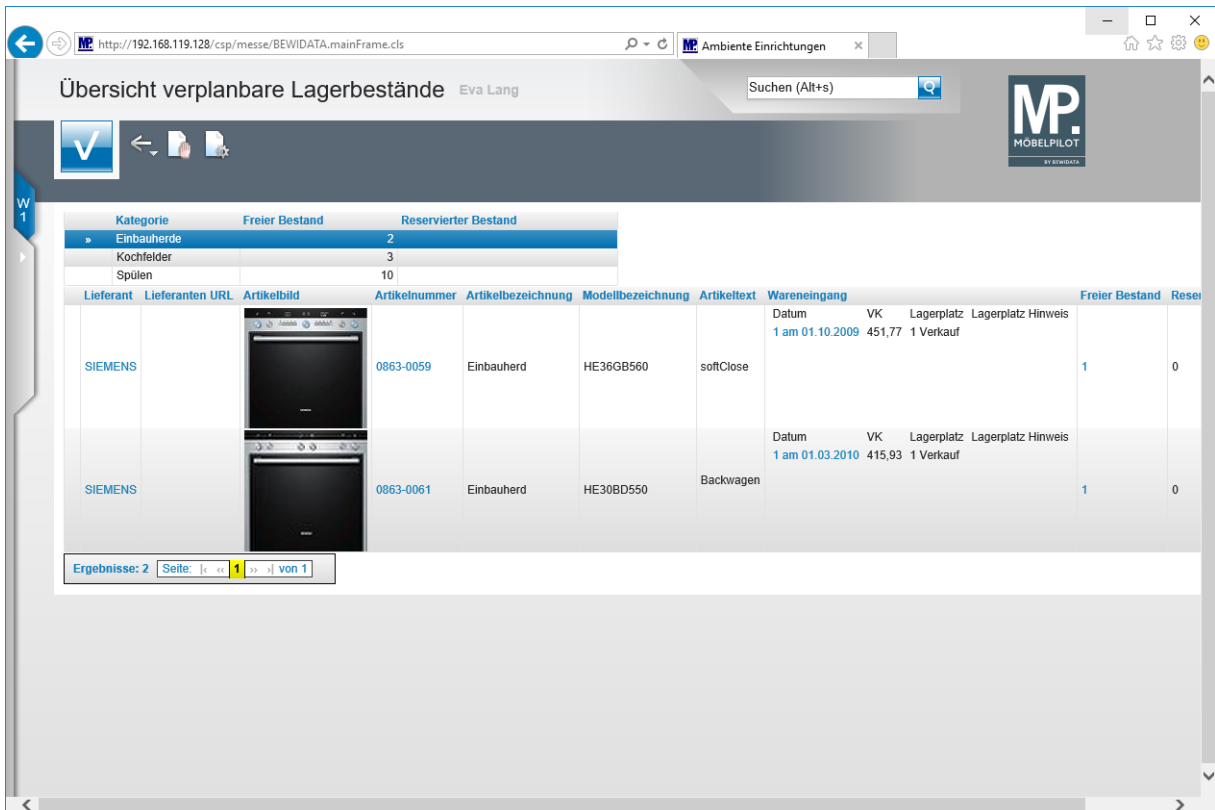 http://192.168.119.128/csp/messe/BEWIDATA.mainFrame.cls
MP. Ambiente Einrichtungen
Übersicht verplanbare Lagerbestände Eva Lang
Suchen (Alt+s)
MP.
MÖBELPILOT
BY BEWIDATA
W
1
Kategorie Freier Bestand Reservierter Bestand
» Einbauherde 2
Kochfelder 3
Spülen 10
Lieferant Lieferanten URL Artikelbild Artikelnummer Artikelbezeichnung Modellbezeichnung Artikeltext Wareneingang Freier Bestand Reser
Datum VK Lagerplatz Lagerplatz Hinweis
1 am 01.10.2009 451,77 1 Verkauf
SIEMENS 0863-0059 Einbauherd HE36GB560 softClose 1 0
Datum VK Lagerplatz Lagerplatz Hinweis
1 am 01.03.2010 415,93 1 Verkauf
SIEMENS 0863-0061 Einbauherd HE30BD550 Backwagen 1 0
Ergebnisse: 2 Seite: |‹ ‹‹ 1 ›› ›| von 1